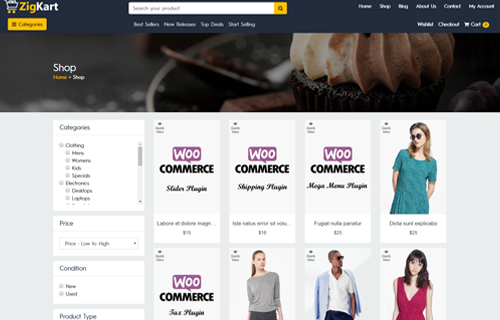 ZigKart
Search your product
Home Shop Blog About Us Contact My Account
Categories
Best Sellers New Releases Top Deals Start Selling
Wishlist Checkout Cart 0
Shop
Home > Shop
Categories
Clothing
Mens
Womens
Kids
Specials
Electronics
Desktops
Laptops
Price
Price : Low to High
Condition
New
Used
Product Type
Quick View
WOO
COMMERCE
Slider Plugin
Labore et dolore magn...
$15
Quick View
WOO
COMMERCE
Shipping Plugin
Iste natus error sit volu...
$16
Quick View
WOO
COMMERCE
Mega Menu Plugin
Fugiat nulla pariatur
$25
Quick View
Dicta sunt explicabo
$25
Quick View
WOO
COMMERCE
Tax Plugin
Quick View
Quick View
Quick View